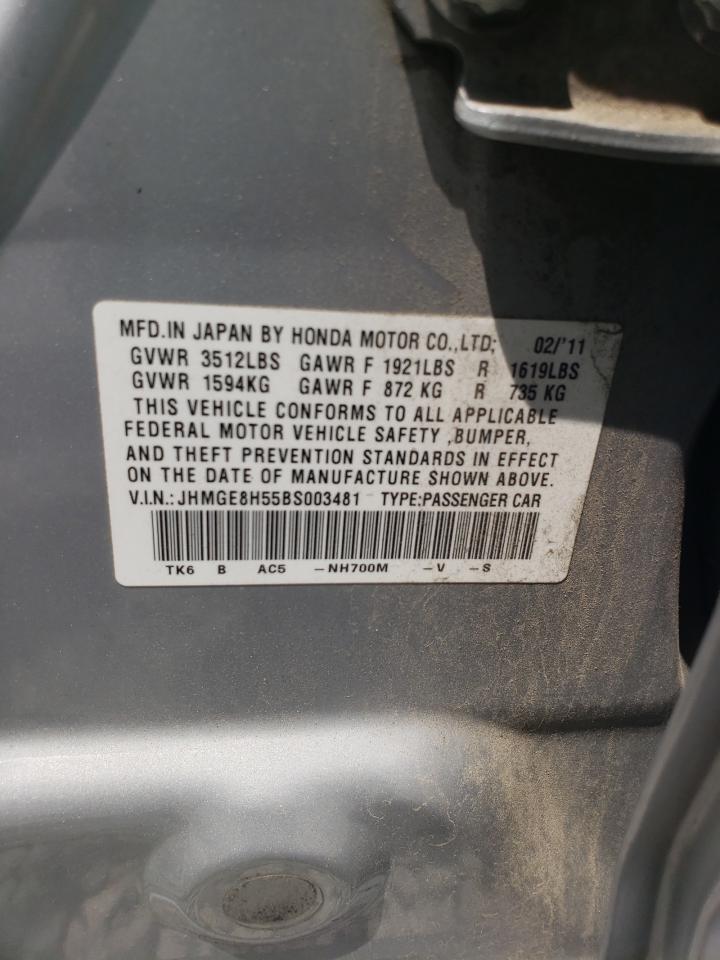 MFD.IN JAPAN BY HONDA MOTOR CO.,LTD; 02/'11
GVWR 3512LBS GAWR F 1921LBS R 1619LBS
GVWR 1594KG GAWR F 872 KG R 735 KG
THIS VEHICLE CONFORMS TO ALL APPLICABLE
FEDERAL MOTOR VEHICLE SAFETY ,BUMPER,
AND THEFT PREVENTION STANDARDS IN EFFECT
ON THE DATE OF MANUFACTURE SHOWN ABOVE.
V.I.N.: JHMGE8H55BS003481 TYPE:PASSENGER CAR
TK6 B AC5 –NH700M –V –S